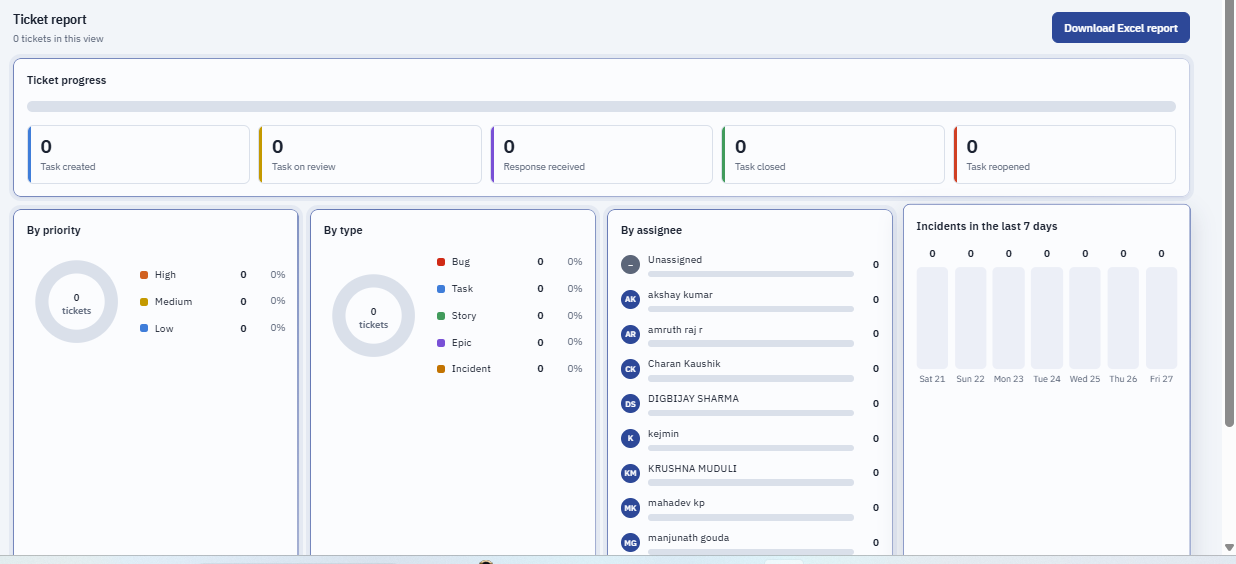 Ticket report
0 tickets in this view
Download Excel report
Ticket progress
0
Task created
0
Task on review
0
Response received
0
Task closed
0
Task reopened
By priority
0
tickets
High 0 0%
Medium 0 0%
Low 0 0%
By type
0
tickets
Bug 0 0%
Task 0 0%
Story 0 0%
Epic 0 0%
Incident 0 0%
By assignee
– Unassigned 0
AK akshay kumar 0
AR amruth raj r 0
CK Charan Kaushik 0
DS DIGBIJAY SHARMA 0
K kejmin 0
KM KRUSHNA MUDULI 0
MK mahadev kp 0
MG manjunath gouda 0
Incidents in the last 7 days
0 0 0 0 0 0 0
Sat 21 Sun 22 Mon 23 Tue 24 Wed 25 Thu 26 Fri 27